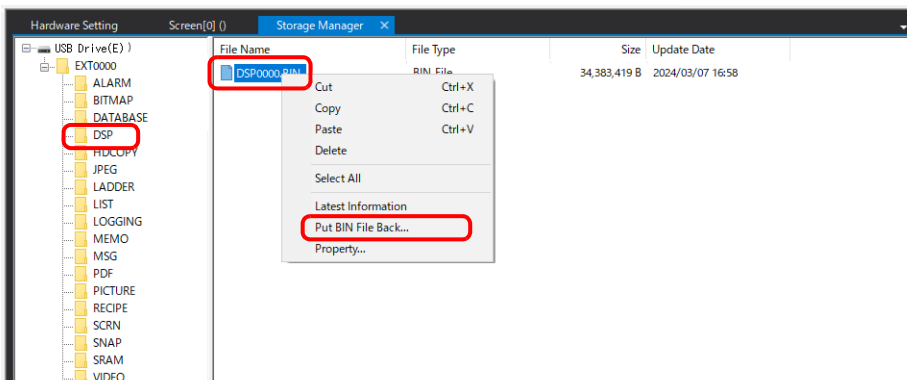 Hardware Setting Screen[0] () Storage Manager ×
USB Drive(E) )
EXT0000
ALARM
BITMAP
DATABASE
DSP
HDCOPY
JPEG
LADDER
LIST
LOGGING
MEMO
MSG
PDF
PICTURE
RECIPE
SCRN
SNAP
SRAM
VIDEO
File Name File Type Size Update Date
DSP0000.BIN BIN File 34,383,419 B 2024/03/07 16:58
Cut Ctrl+X
Copy Ctrl+C
Paste Ctrl+V
Delete
Select All
Latest Information
Put BIN File Back...
Property...